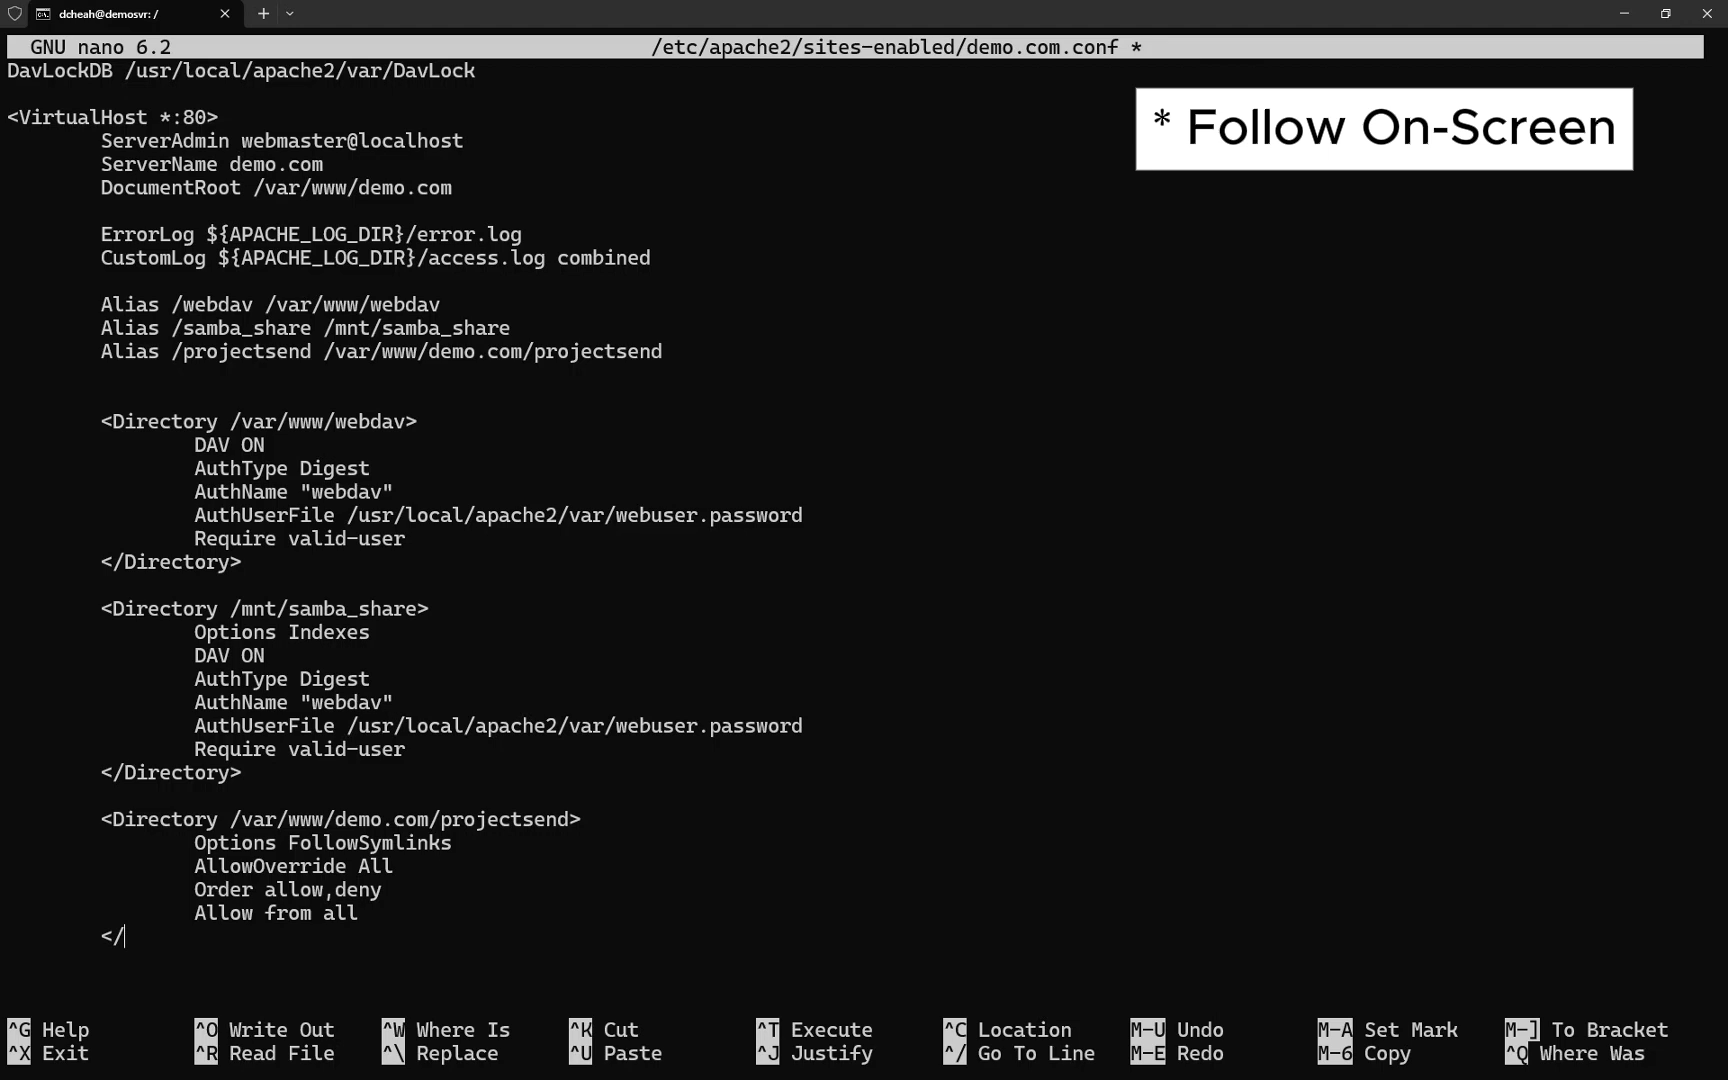 dcheah@demosvr: /
GNU nano 6.2 /etc/apache2/sites-enabled/demo.com.conf *
DavLockDB /usr/local/apache2/var/DavLock
* Follow On-Screen
<VirtualHost *:80>
ServerAdmin webmaster@localhost
ServerName demo.com
DocumentRoot /var/www/demo.com
ErrorLog ${APACHE_LOG_DIR}/error.log
CustomLog ${APACHE_LOG_DIR}/access.log combined
Alias /webdav /var/www/webdav
Alias /samba_share /mnt/samba_share
Alias /projectsend /var/www/demo.com/projectsend
<Directory /var/www/webdav>
DAV ON
AuthType Digest
AuthName "webdav"
AuthUserFile /usr/local/apache2/var/webuser.password
Require valid-user
</Directory>
<Directory /mnt/samba_share>
Options Indexes
DAV ON
AuthType Digest
AuthName "webdav"
AuthUserFile /usr/local/apache2/var/webuser.password
Require valid-user
</Directory>
<Directory /var/www/demo.com/projectsend>
Options FollowSymlinks
AllowOverride All
Order allow,deny
Allow from all
</
^G Help ^O Write Out ^W Where Is ^K Cut ^T Execute ^C Location M-U Undo M-A Set Mark M-] To Bracket
^X Exit ^R Read File ^\ Replace ^U Paste ^J Justify ^/ Go To Line M-E Redo M-6 Copy ^Q Where Was